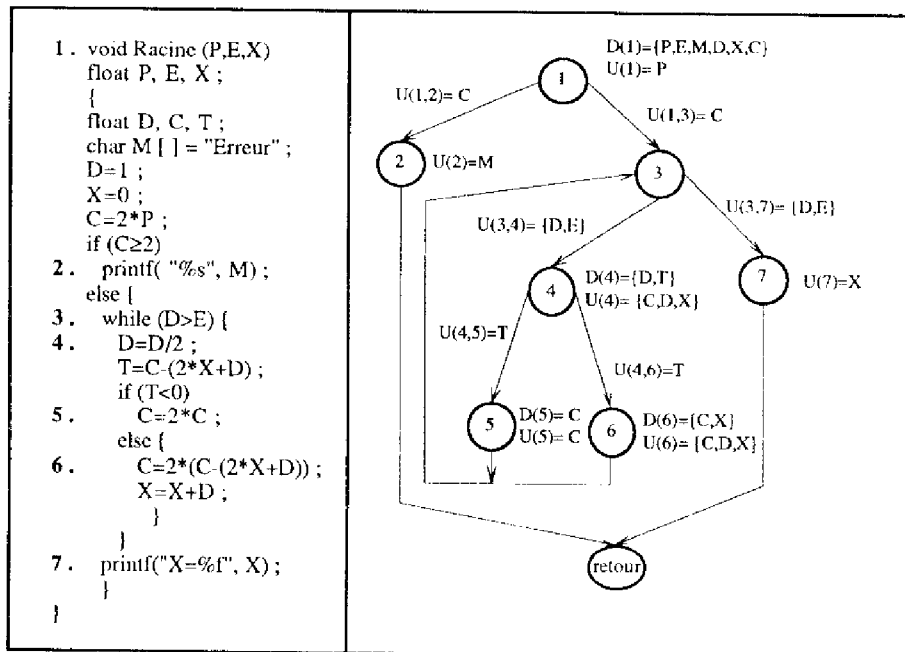 1. void Racine (P,E,X)
float P, E, X ;
{
float D, C, T ;
char M [ ] = "Erreur" ;
D=1 ;
X=0 ;
C=2*P ;
if (C≥2)
2. printf( "%s", M) ;
else {
3. while (D>E) {
4. D=D/2 ;
T=C-(2*X+D) ;
if (T<0)
5. C=2*C ;
else {
6. C=2*(C-(2*X+D)) ;
X=X+D ;
}
}
7. printf("X=%f", X) ;
}
}
D(1)={P,E,M,D,X,C}
U(1)= P
1
U(1,2)= C
U(1,3)= C
2
U(2)=M
3
U(3,4)= {D,E}
U(3,7)= {D,E}
4
D(4)={D,T}
U(4)= {C,D,X}
7
U(7)=X
U(4,5)=T
U(4,6)=T
5
D(5)= C
U(5)= C
6
D(6)={C,X}
U(6)= {C,D,X}
retour